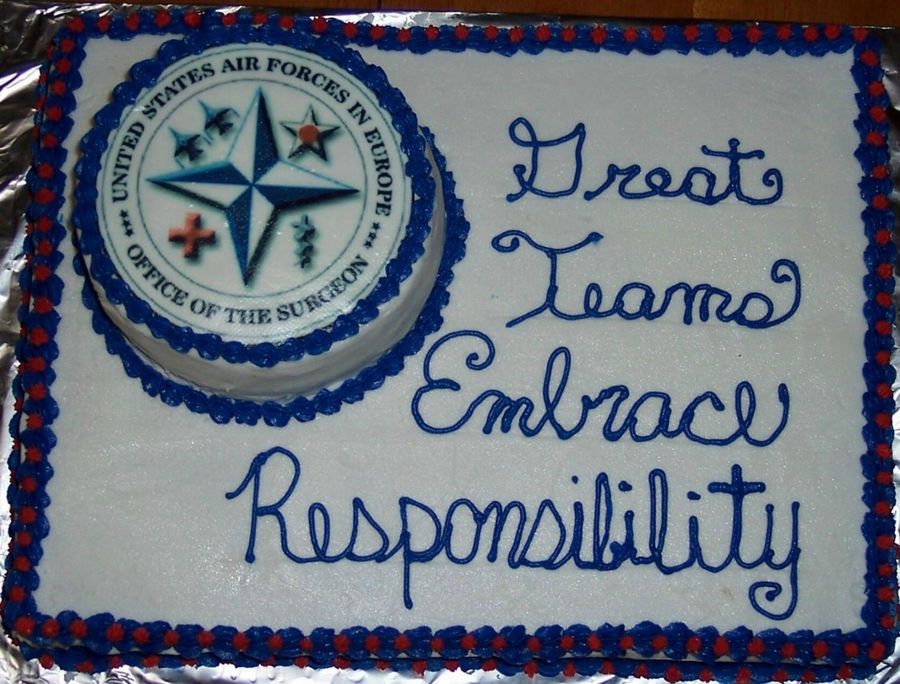 UNITED STATES AIR FORCES IN EUROPE
OFFICE OF THE SURGEON
Great
Teams
Embrace
Responsibility